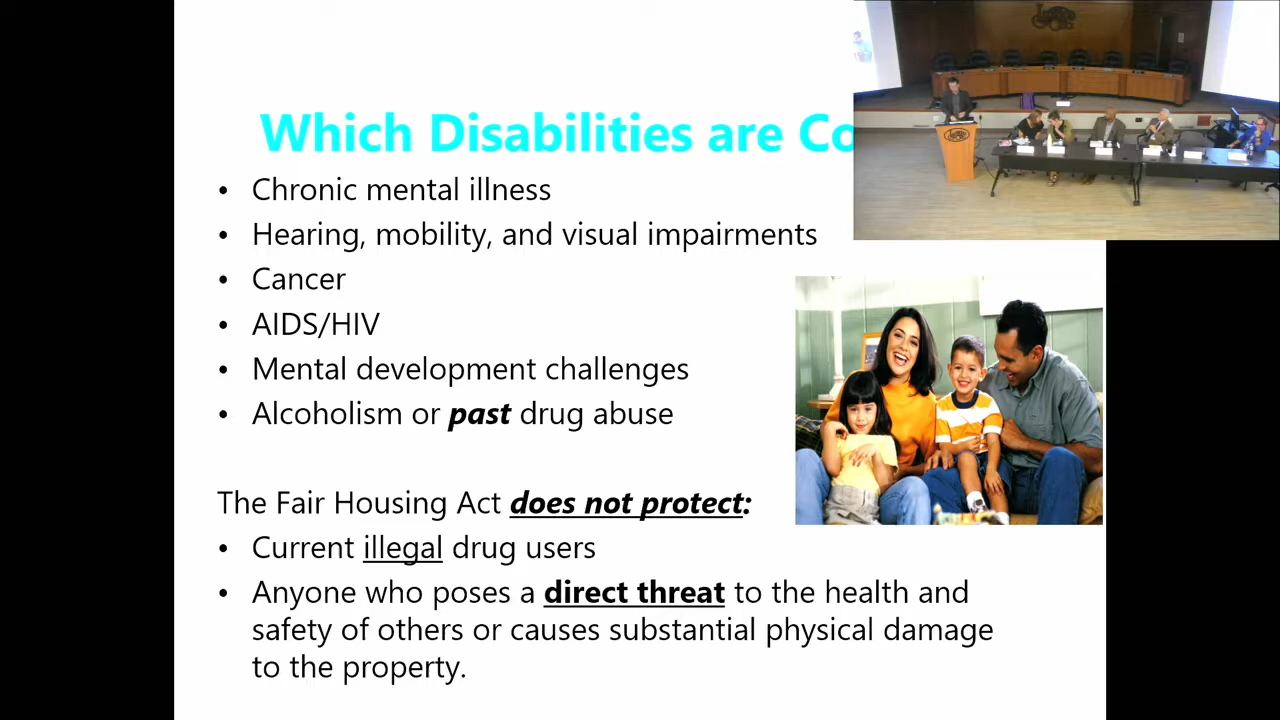 Which Disabilities are Co
• Chronic mental illness
• Hearing, mobility, and visual impairments
• Cancer
• AIDS/HIV
• Mental development challenges
• Alcoholism or past drug abuse
The Fair Housing Act does not protect:
• Current illegal drug users
• Anyone who poses a direct threat to the health and
safety of others or causes substantial physical damage
to the property.